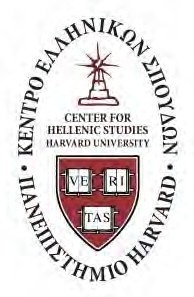 ΚΕΝΤΡΟ ΕΛΛΗΝΙΚΩΝ ΣΠΟΥΔΩΝ
CENTER FOR
HELLENIC STUDIES
HARVARD UNIVERSITY
VE RI
TAS
• ΠΑΝΕΠΙΣΤΗΜΙΟ HARVARD •